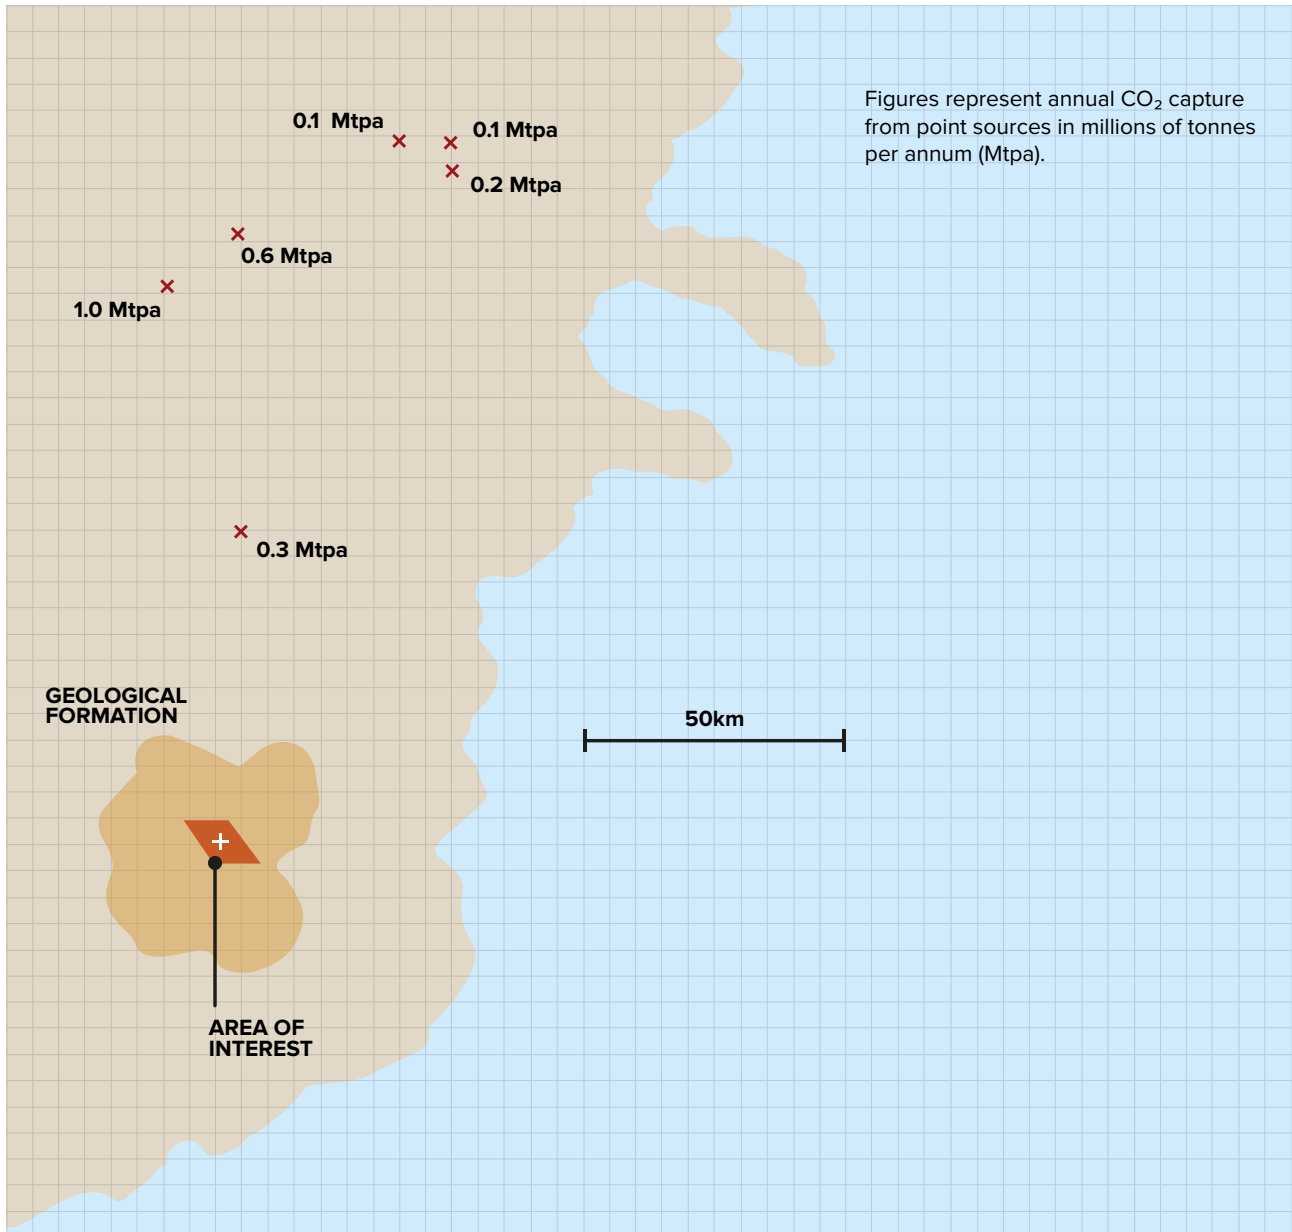 Figures represent annual CO₂ capture
from point sources in millions of tonnes
per annum (Mtpa).
0.1 Mtpa
0.1 Mtpa
0.2 Mtpa
0.6 Mtpa
1.0 Mtpa
0.3 Mtpa
GEOLOGICAL
FORMATION
50km
AREA OF
INTEREST